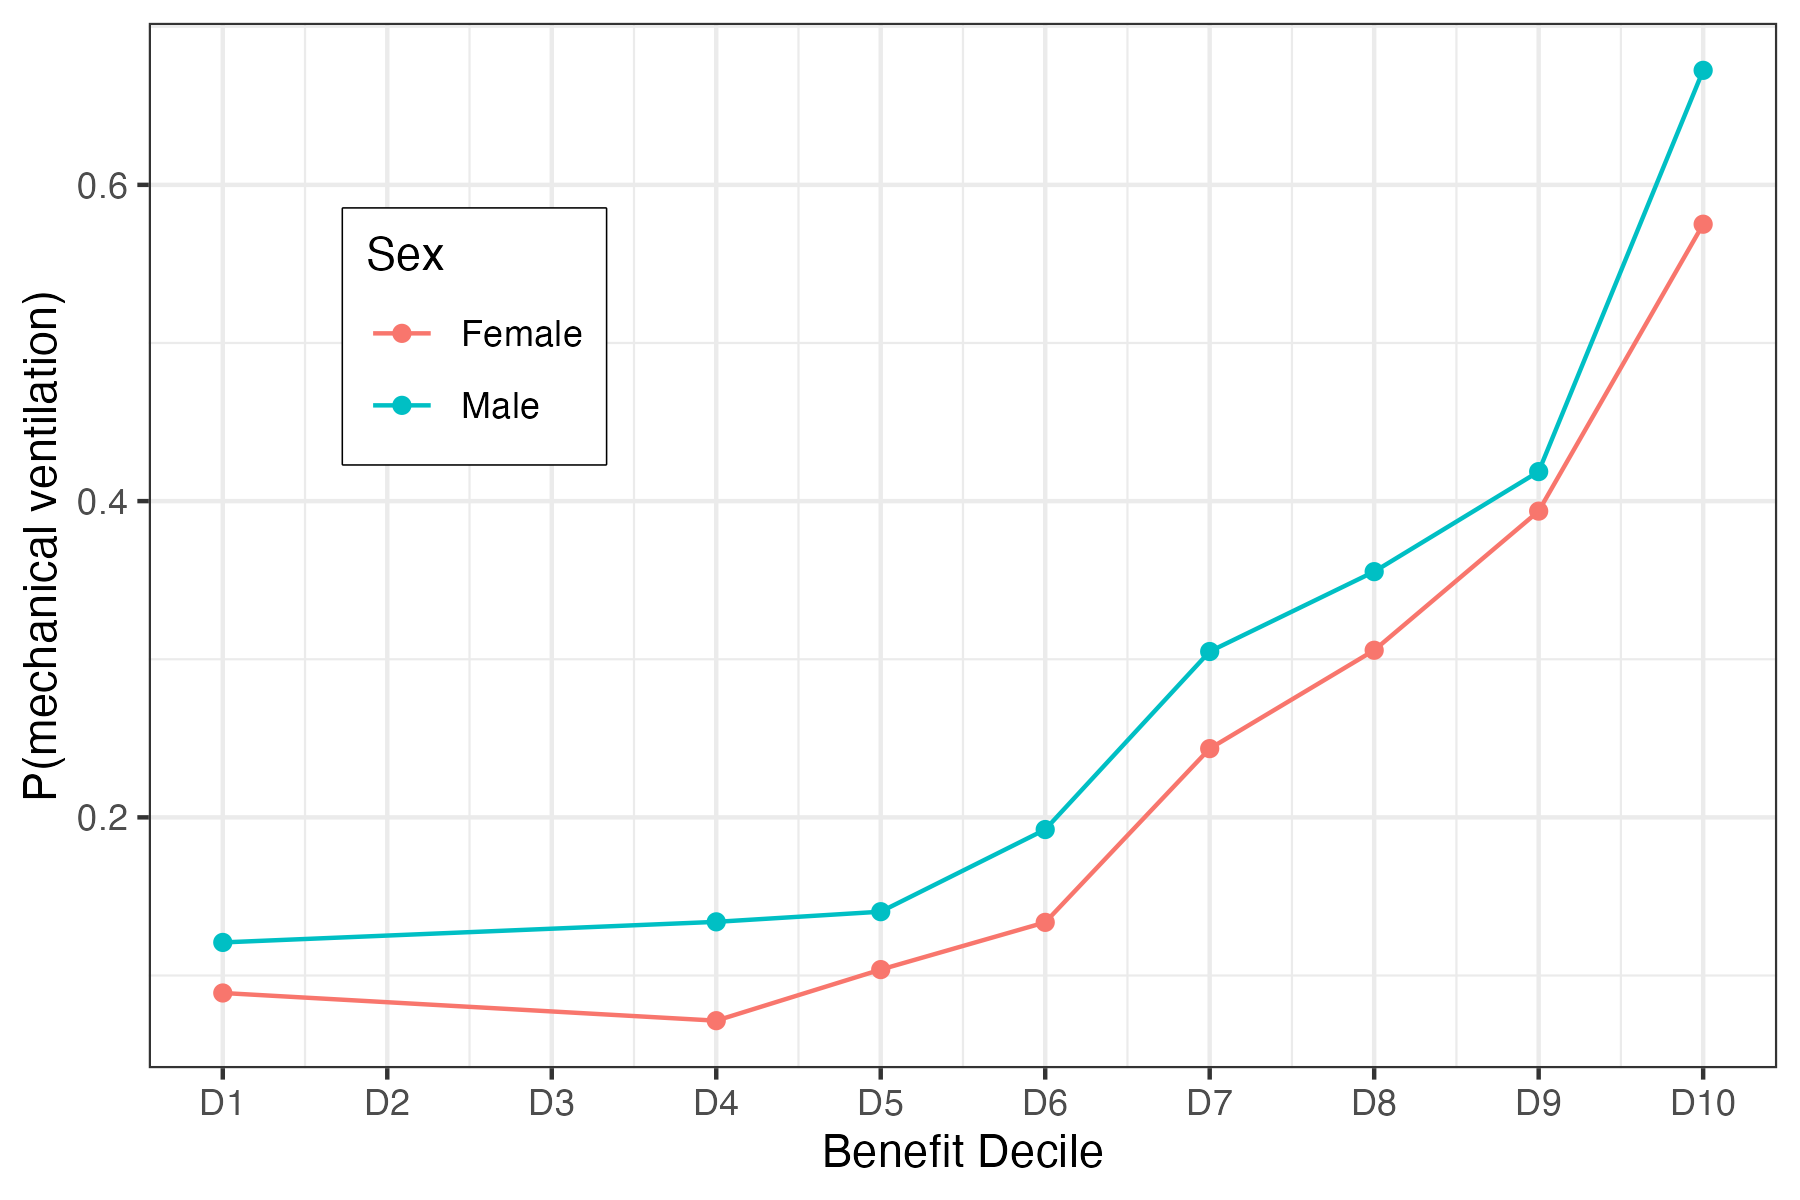 P(mechanical ventilation)
0.6
0.4
0.2
Sex
Female
Male
D1 D2 D3 D4 D5 D6 D7 D8 D9 D10
Benefit Decile